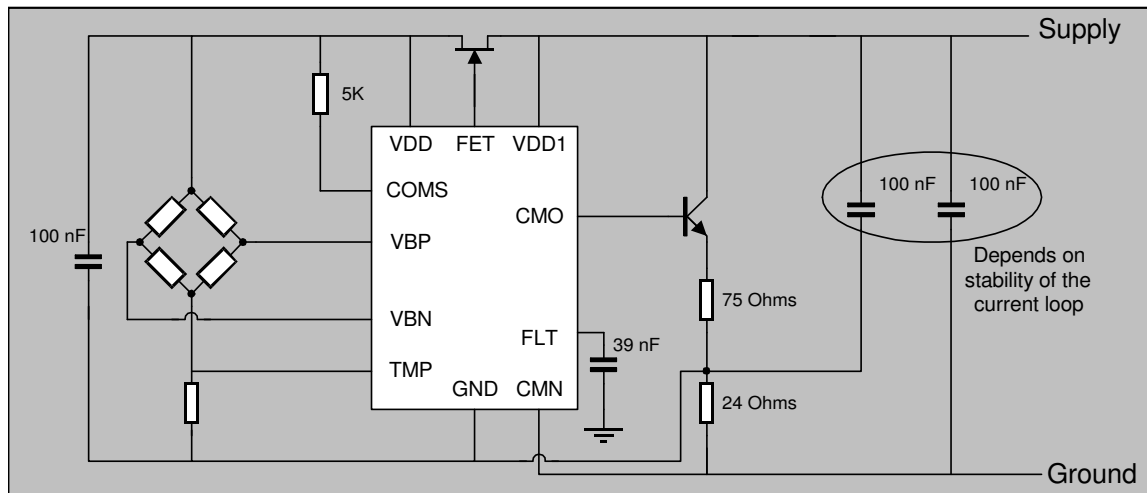 Supply
5K
VDD FET VDD1
COMS
CMO
100 nF 100 nF
100 nF
VBP
Depends on
stability of the
current loop
75 Ohms
VBN
FLT
39 nF
TMP
GND CMN
24 Ohms
Ground